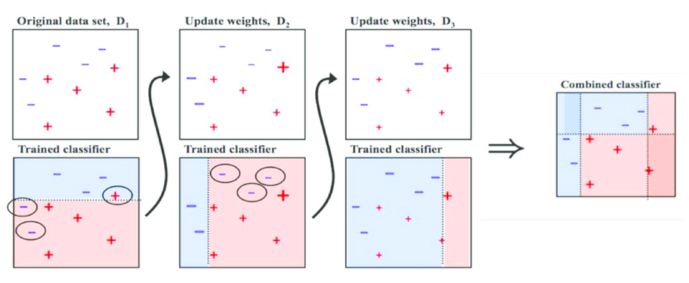 Original data set, D₁
Update weights, D₂
Update weights, D₃
Combined classifier
Trained classifier
Trained classifier
Trained classifier